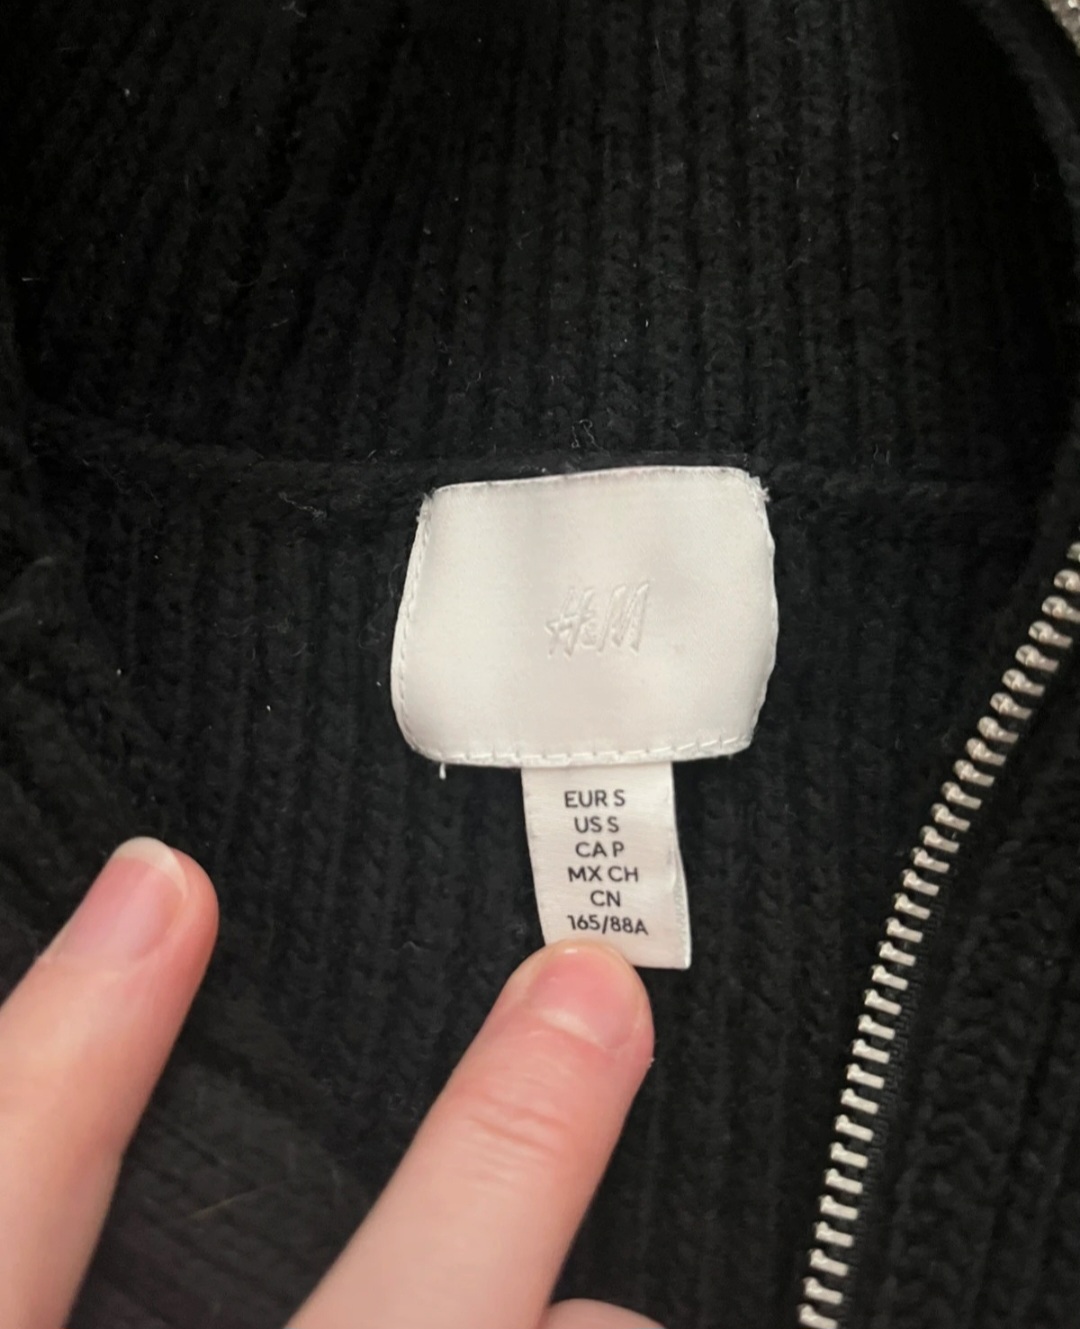 H&M
EUR S
US S
CA P
MX CH
CN
165/88A